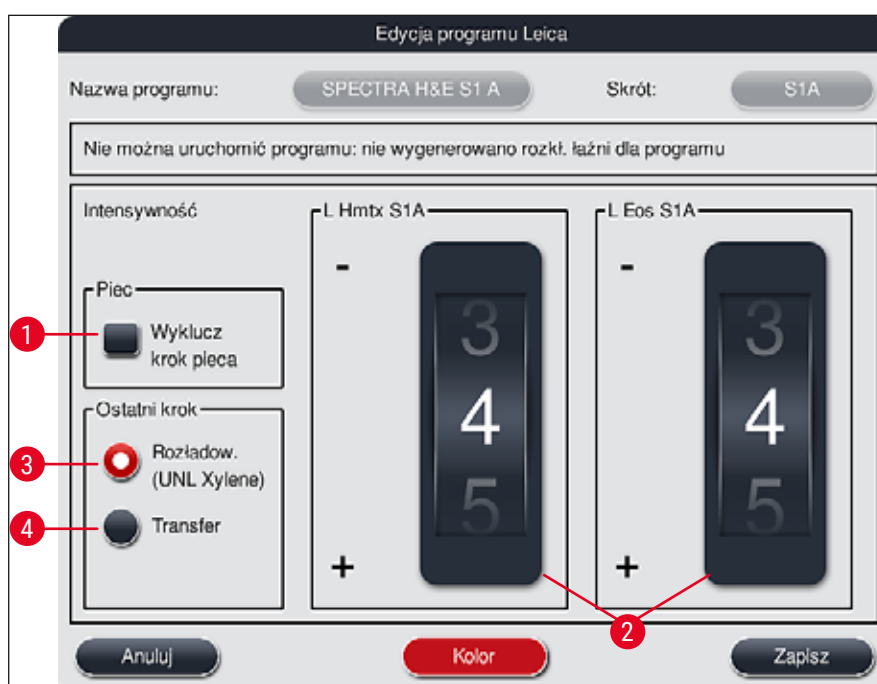 Edycja programu Leica
Nazwa programu: SPECTRA H&E S1 A Skrót: S1A
Nie można uruchomić programu: nie wygenerowano rozkł. łaźni dla programu
Intensywność
L Hmtx S1A
L Eos S1A
- -
Piec
1 Wyklucz
krok pieca
3 3
4 4
5 5
Ostatni krok
3 Rozładow.
(UNL Xylene)
4 Transfer
+ +
2
Anuluj Kolor Zapisz